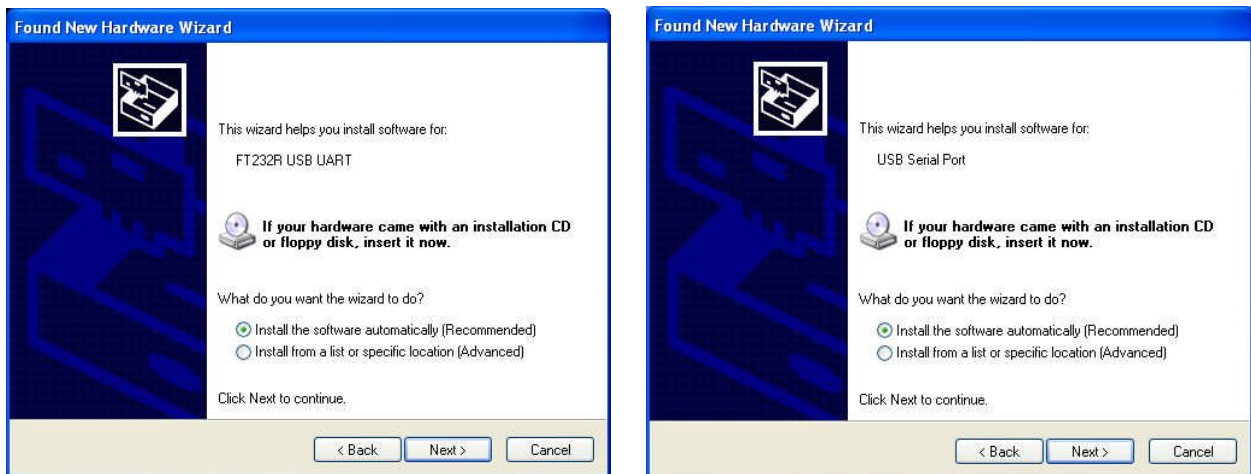 Found New Hardware Wizard
This wizard helps you install software for:
FT232R USB UART
If your hardware came with an installation CD
or floppy disk, insert it now.
What do you want the wizard to do?
Install the software automatically (Recommended)
Install from a list or specific location (Advanced)
Click Next to continue.
< Back
Next >
Cancel
Found New Hardware Wizard
This wizard helps you install software for:
USB Serial Port
If your hardware came with an installation CD
or floppy disk, insert it now.
What do you want the wizard to do?
Install the software automatically (Recommended)
Install from a list or specific location (Advanced)
Click Next to continue.
< Back
Next >
Cancel